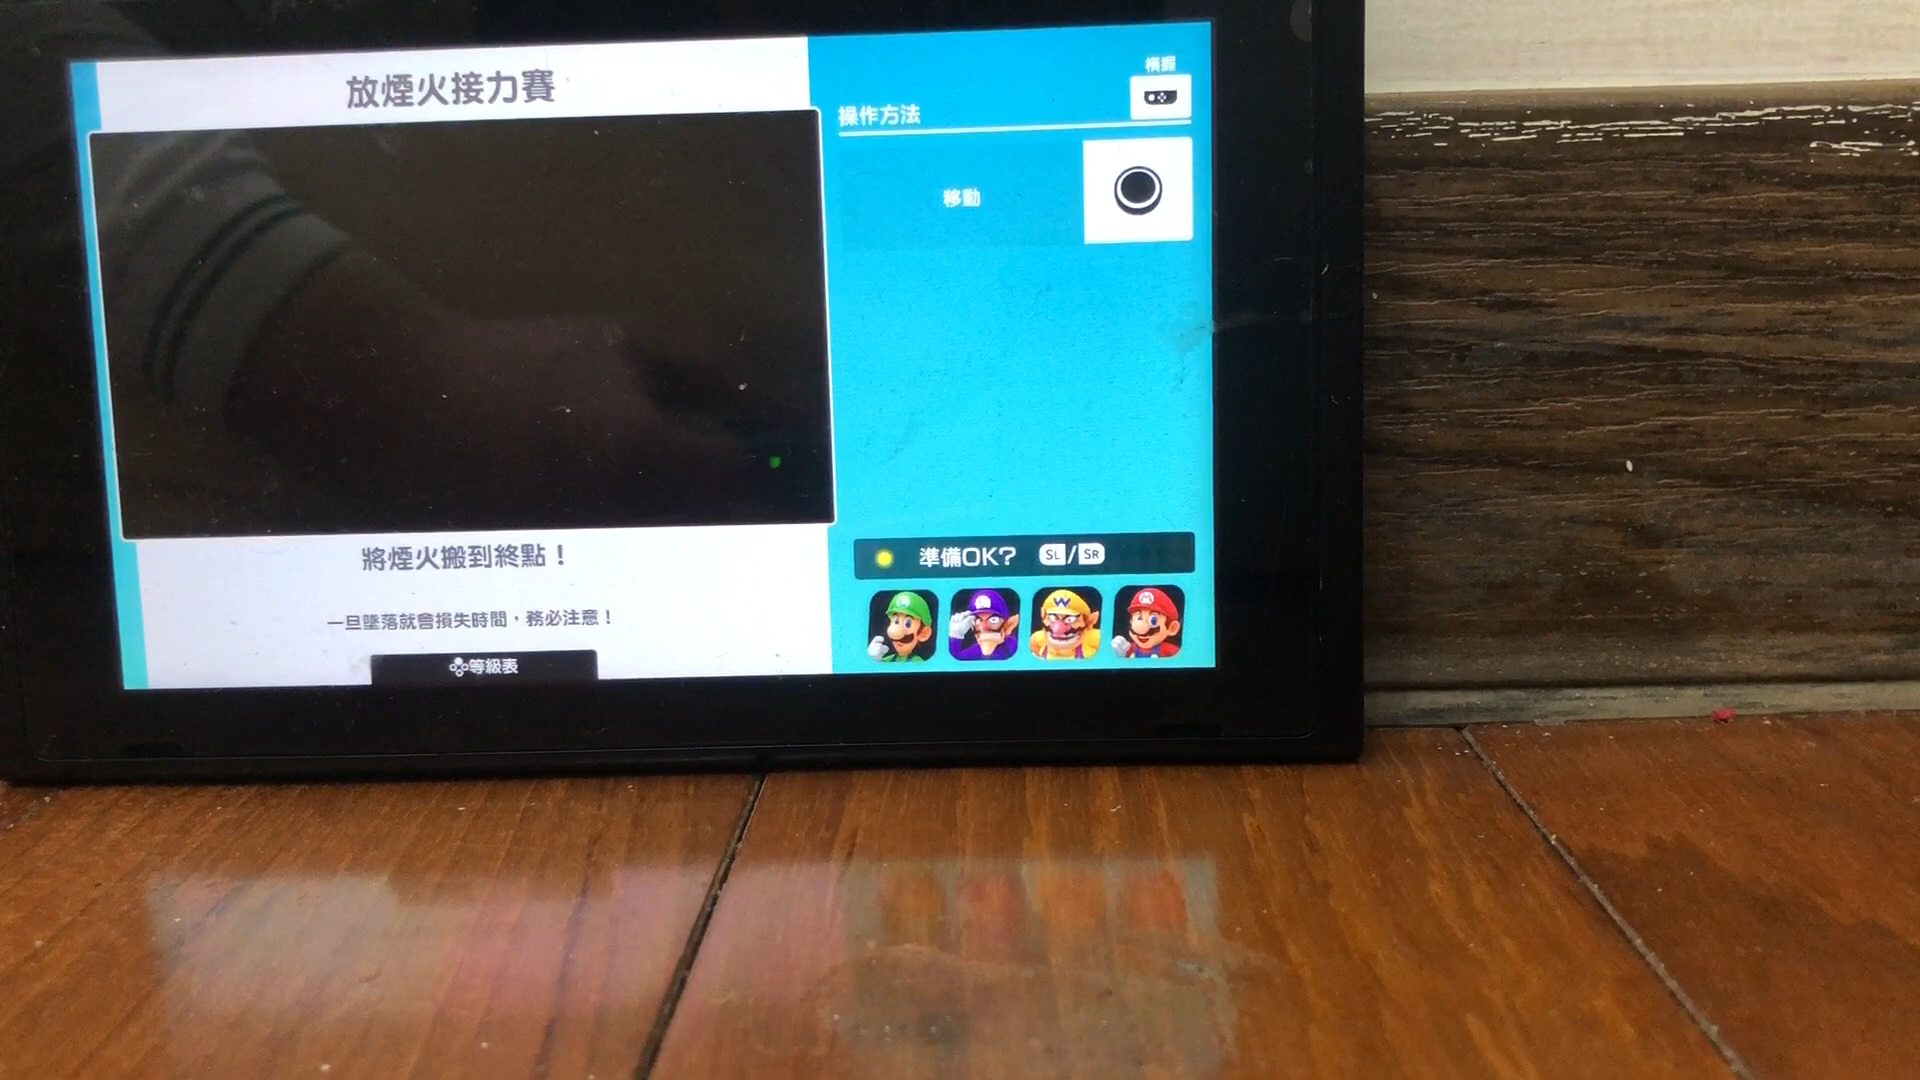 放煙火接力賽
橫握
操作方法
移動
將煙火搬到終點！
一旦墜落就會損失時間，務必注意！
等級表
準備OK? SL/SR